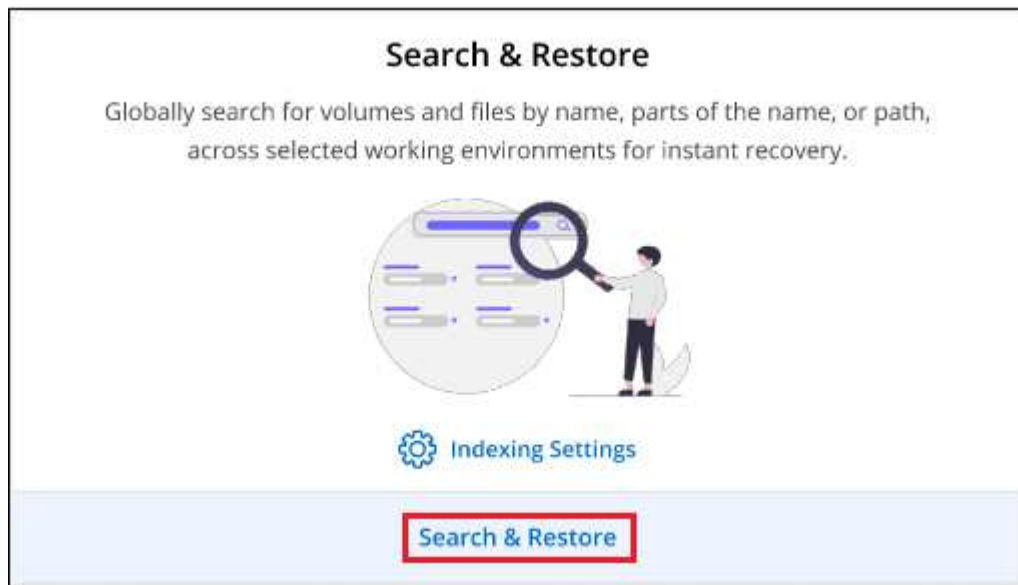 Search & Restore
Globally search for volumes and files by name, parts of the name, or path,
across selected working environments for instant recovery.
Indexing Settings
Search & Restore